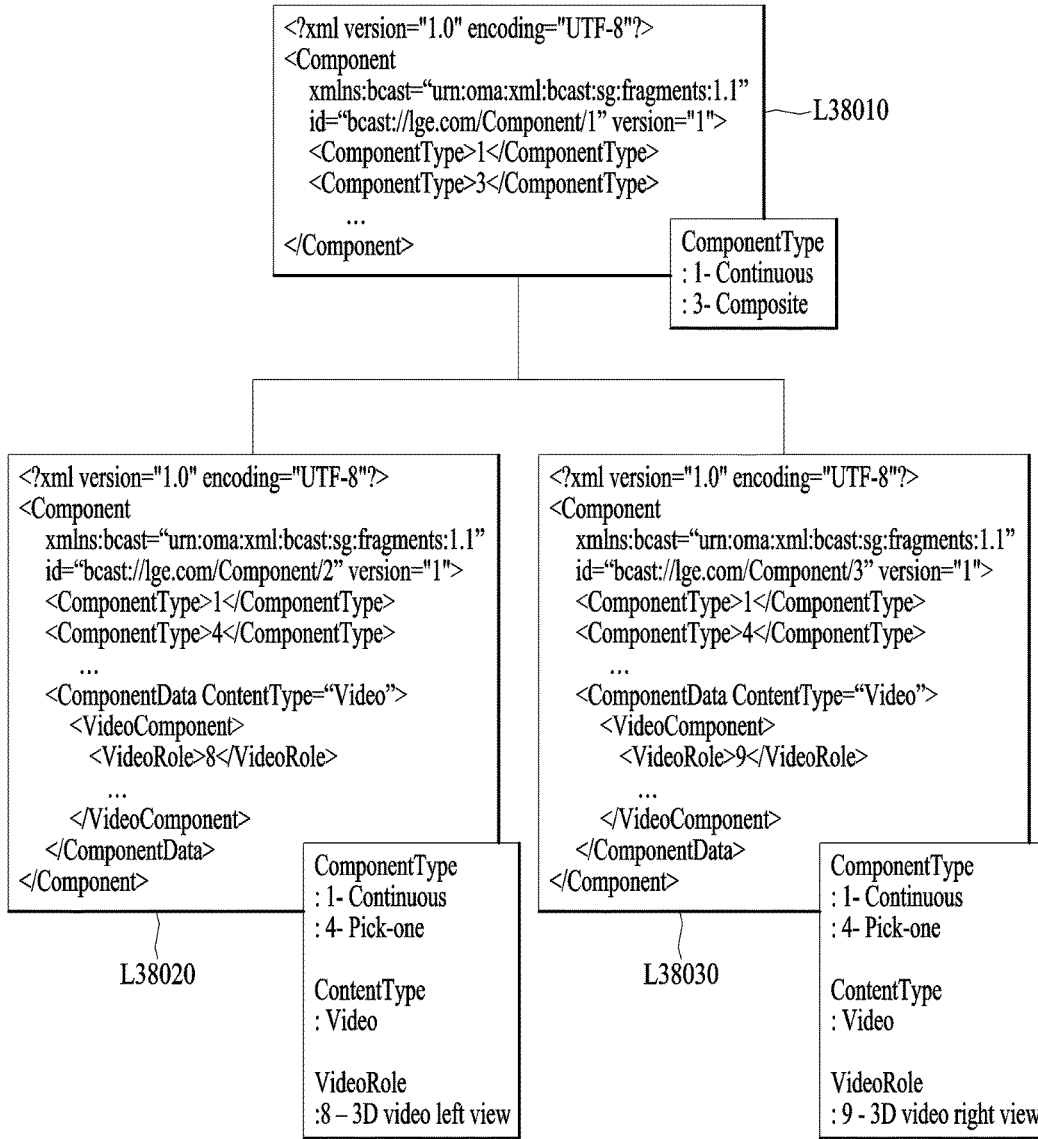 <?xml version="1.0" encoding="UTF-8"?>
<Component
xmlns:bcast=“urn:oma:xml:bcast:sg:fragments:1.1”
id=“bcast://lge.com/Component/1” version="1">
<ComponentType>1</ComponentType>
<ComponentType>3</ComponentType>
...
</Component>
L38010
ComponentType
: 1- Continuous
: 3- Composite
<?xml version="1.0" encoding="UTF-8"?>
<Component
xmlns:bcast=“urn:oma:xml:bcast:sg:fragments:1.1”
id=“bcast://lge.com/Component/2” version="1">
<ComponentType>1</ComponentType>
<ComponentType>4</ComponentType>
...
<ComponentData ContentType=“Video”>
<VideoComponent>
<VideoRole>8</VideoRole>
...
</VideoComponent>
</ComponentData>
</Component>
L38020
ComponentType
: 1- Continuous
: 4- Pick-one
ContentType
: Video
VideoRole
:8 – 3D video left view
<?xml version="1.0" encoding="UTF-8"?>
<Component
xmlns:bcast=“urn:oma:xml:bcast:sg:fragments:1.1”
id=“bcast://lge.com/Component/3” version="1">
<ComponentType>1</ComponentType>
<ComponentType>4</ComponentType>
...
<ComponentData ContentType=“Video”>
<VideoComponent>
<VideoRole>9</VideoRole>
...
</VideoComponent>
</ComponentData>
</Component>
L38030
ComponentType
: 1- Continuous
: 4- Pick-one
ContentType
: Video
VideoRole
: 9 - 3D video right view